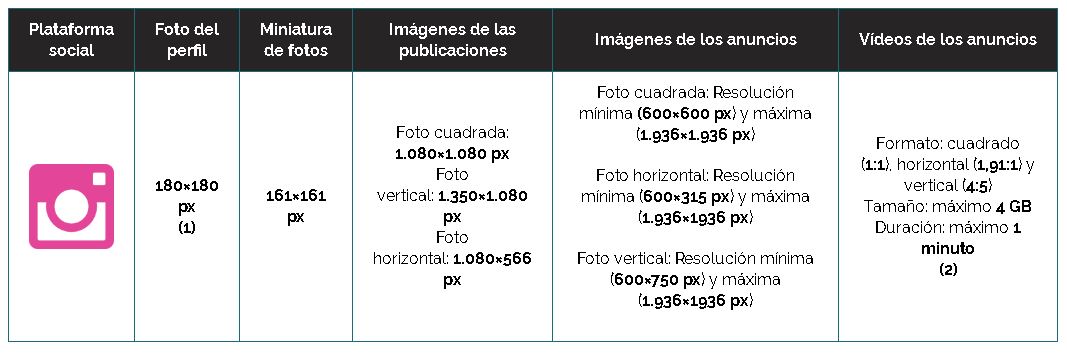 Plataforma
social
Foto del
perfil
Miniatura
de fotos
Imágenes de las
publicaciones
Imágenes de los anuncios
Vídeos de los anuncios
180×180
px
(1)
161×161
px
Foto cuadrada:
1.080×1.080 px
Foto
vertical: 1.350×1.080
px
Foto
horizontal: 1.080×566
px
Foto cuadrada: Resolución
mínima (600×600 px) y máxima
(1.936×1.936 px)
Foto horizontal: Resolución
mínima (600×315 px) y máxima
(1.936×1936 px)
Foto vertical: Resolución mínima
(600×750 px) y máxima
(1.936×1936 px)
Formato: cuadrado
(1:1), horizontal (1,91:1) y
vertical (4:5)
Tamaño: máximo 4 GB
Duración: máximo 1
minuto
(2)